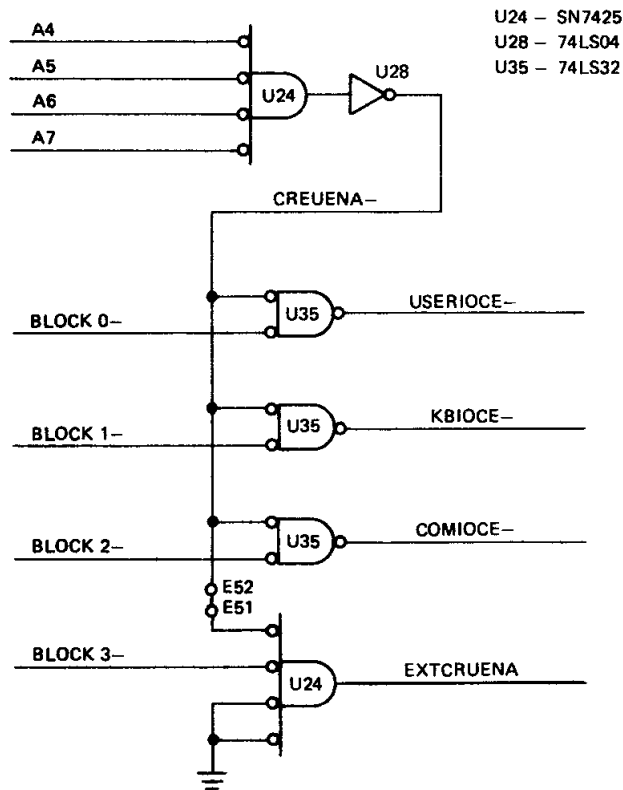 U24 – SN7425
U28 – 74LS04
U35 – 74LS32
A4
A5
A6
A7
U24
U28
CREUENA–
BLOCK 0–
U35
USERIOCE–
BLOCK 1–
U35
KBIOCE–
BLOCK 2–
U35
COMIOCE–
E52
E51
BLOCK 3–
U24
EXTCRUENA